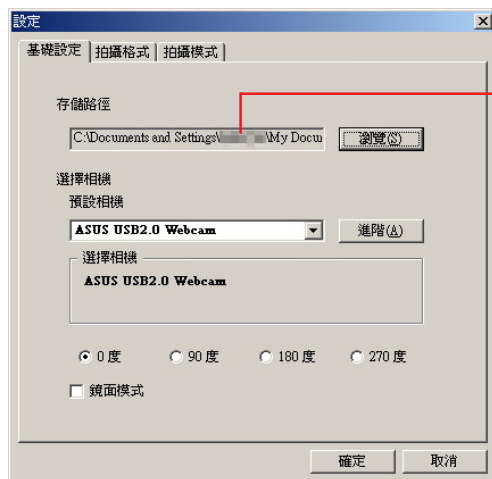 設定
基礎設定 拍攝格式 拍攝模式
存儲路徑
C:\Documents and Settings\ \My Docu 瀏覽(S)
選擇相機
預設相機
ASUS USB2.0 Webcam 進階(A)
選擇相機
ASUS USB2.0 Webcam
0 度 90 度 180 度 270 度
鏡面模式
確定 取消